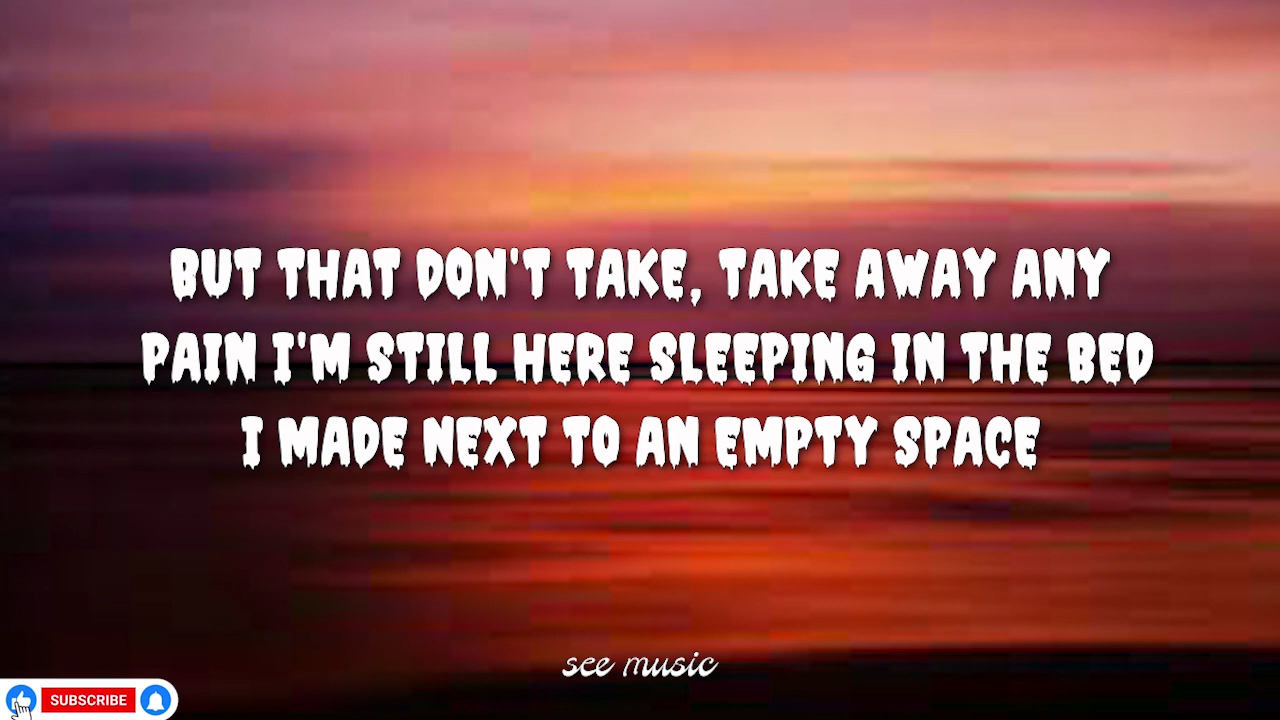 BUT THAT DON'T TAKE, TAKE AWAY ANY
PAIN I'M STILL HERE SLEEPING IN THE BED
I MADE NEXT TO AN EMPTY SPACE
see music
SUBSCRIBE